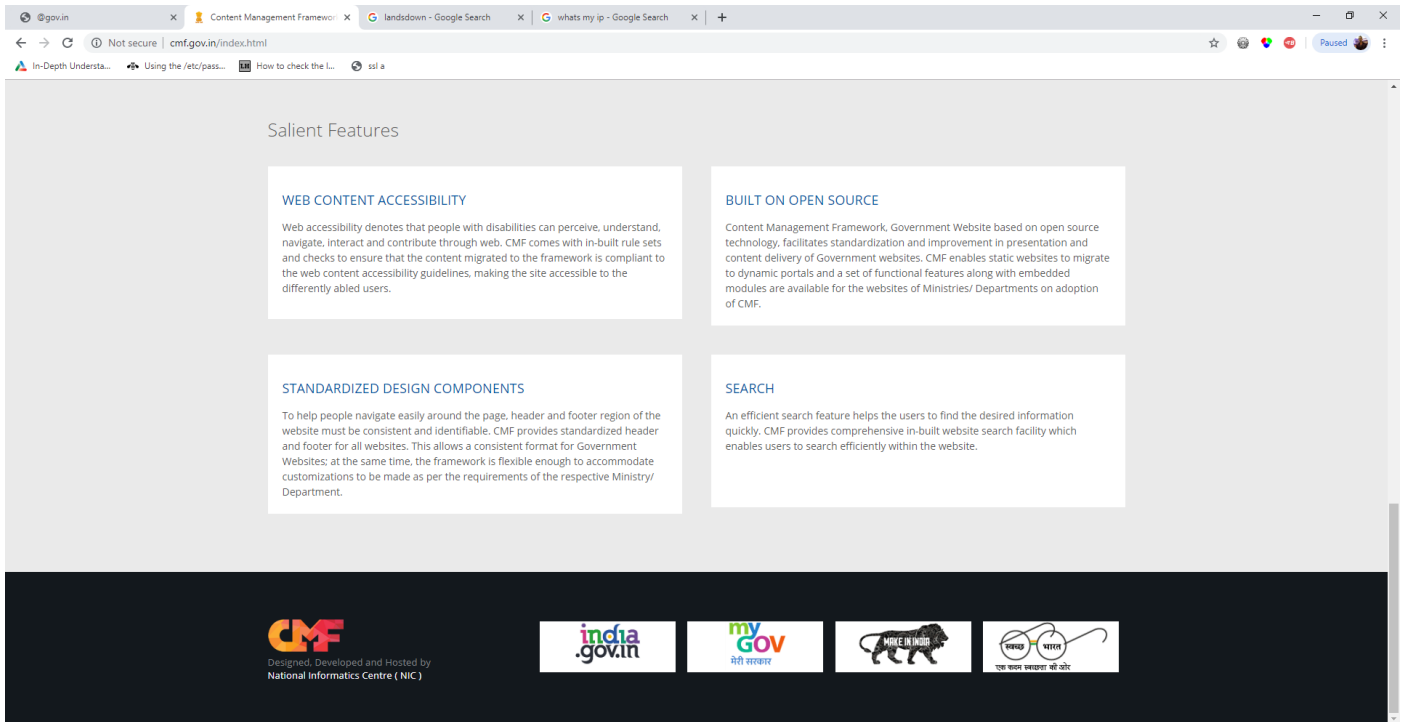 @gov.in
Content Management Framewor
landsdown - Google Search
whats my ip - Google Search
Not secure | cmf.gov.in/index.html
Paused
In-Depth Understa...
Using the /etc/pass...
How to check the l...
ssl a
Salient Features
WEB CONTENT ACCESSIBILITY
Web accessibility denotes that people with disabilities can perceive, understand,
navigate, interact and contribute through web. CMF comes with in-built rule sets
and checks to ensure that the content migrated to the framework is compliant to
the web content accessibility guidelines, making the site accessible to the
differently abled users.
BUILT ON OPEN SOURCE
Content Management Framework, Government Website based on open source
technology, facilitates standardization and improvement in presentation and
content delivery of Government websites. CMF enables static websites to migrate
to dynamic portals and a set of functional features along with embedded
modules are available for the websites of Ministries/ Departments on adoption
of CMF.
STANDARDIZED DESIGN COMPONENTS
To help people navigate easily around the page, header and footer region of the
website must be consistent and identifiable. CMF provides standardized header
and footer for all websites. This allows a consistent format for Government
Websites; at the same time, the framework is flexible enough to accommodate
customizations to be made as per the requirements of the respective Ministry/
Department.
SEARCH
An efficient search feature helps the users to find the desired information
quickly. CMF provides comprehensive in-built website search facility which
enables users to search efficiently within the website.
CMF
Designed, Developed and Hosted by
National Informatics Centre ( NIC )
india
.gov.in
my
GOV
मेरी सरकार
MAKE IN INDIA
स्वच्छ भारत
एक कदम स्वच्छता की ओर